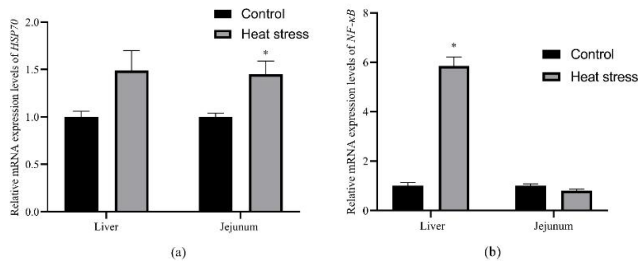 Relative mRNA expression levels of HSP70
2.0
1.5
1.0
0.5
0.0
Control
Heat stress
*
Liver
Jejunum
(a)
Relative mRNA expression levels of NF-κB
8
6
4
2
0
Control
Heat stress
*
Liver
Jejunum
(b)